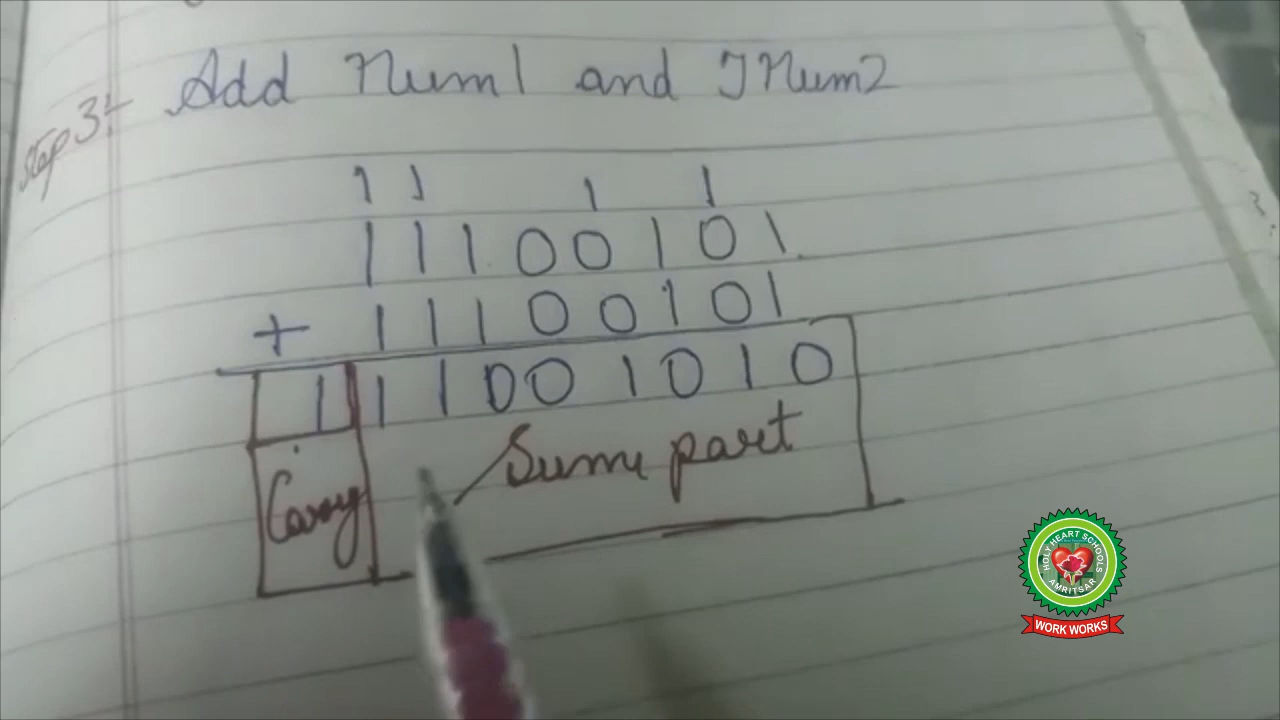 Step 3:- Add Num1 and JNum2
1 1 1 1
1 1 1 0 0 1 0 1
+ 1 1 1 0 0 1 0 1
1 1 1 0 0 1 0 1 0
Carry Sum part
HOLY HEART SCHOOLS
AMRITSAR
WORK WORKS